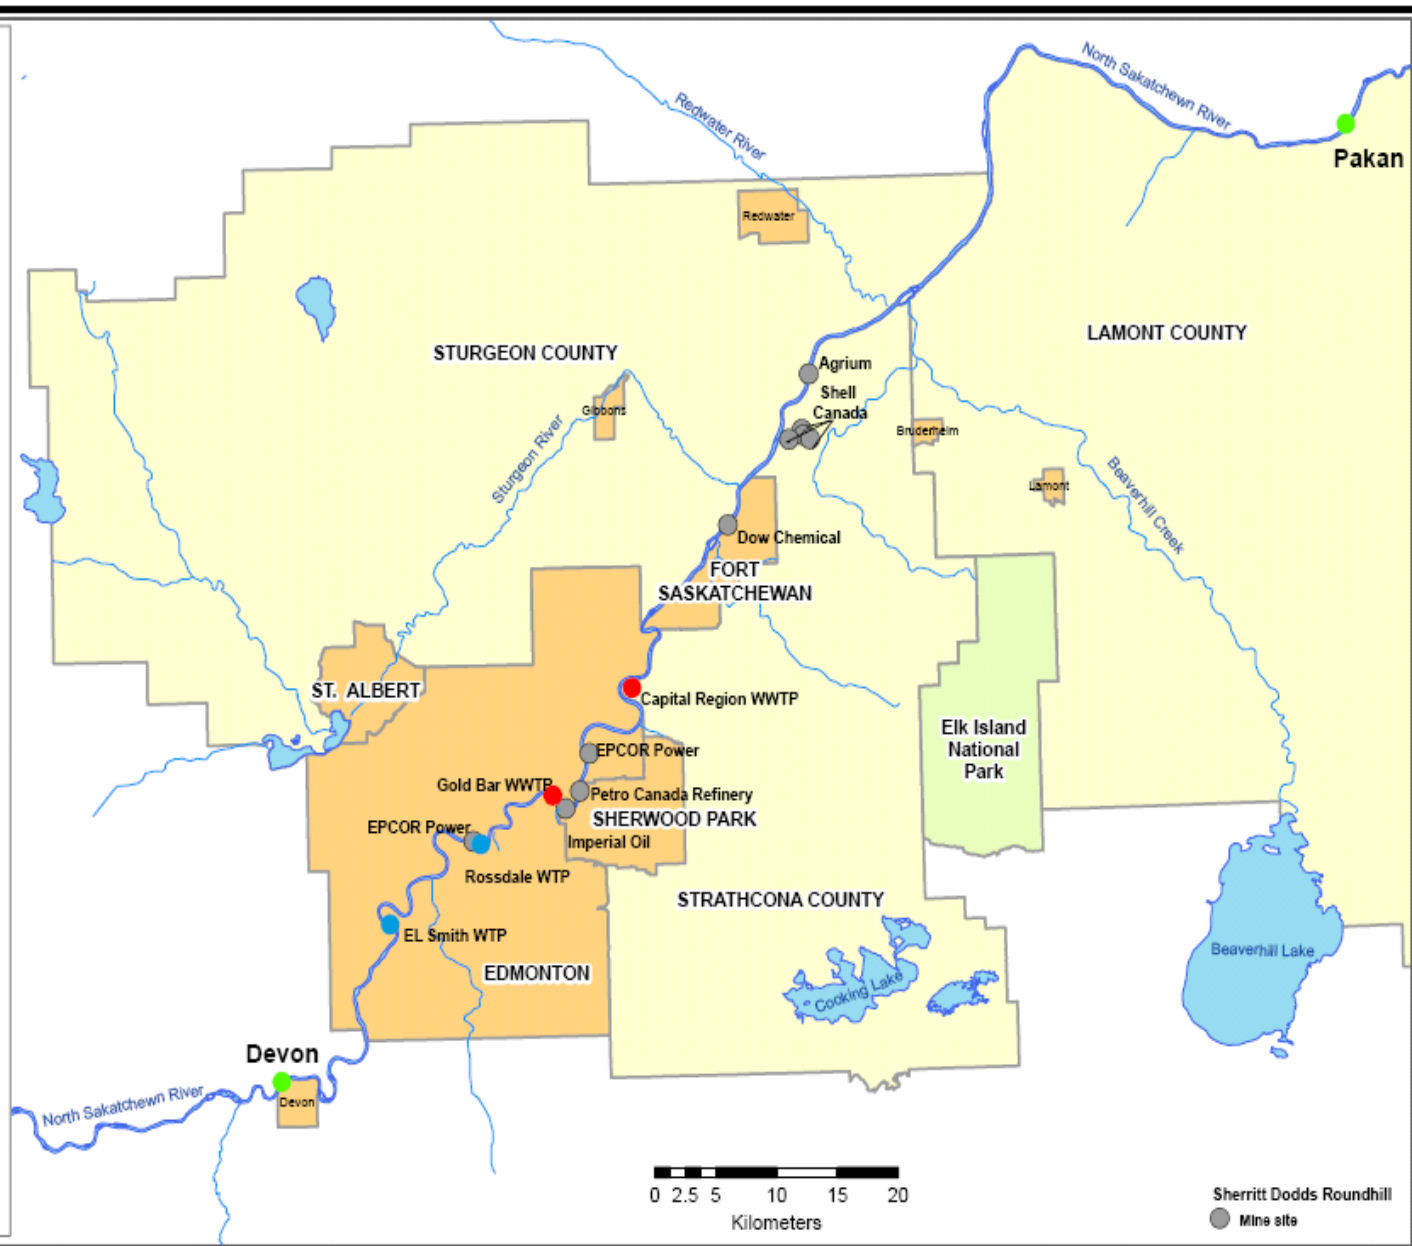 North Sakatchewn River
Redwater River
Pakan
Redwater
LAMONT COUNTY
STURGEON COUNTY
Agrium
Shell
Canada
Gibbons
Bruderheim
Sturgeon River
Lamont
Beaverhill Creek
Dow Chemical
FORT
SASKATCHEWAN
ST. ALBERT
Capital Region WWTP
Elk Island
National
Park
EPCOR Power
Gold Bar WWTP
Petro Canada Refinery
SHERWOOD PARK
EPCOR Power
Imperial Oil
Rossdale WTP
STRATHCONA COUNTY
EL Smith WTP
Beaverhill Lake
EDMONTON
Cooking Lake
Devon
North Sakatchewn River
Devon
0 2.5 5 10 15 20
Kilometers
Sherritt Dodds Roundhill
Mine site